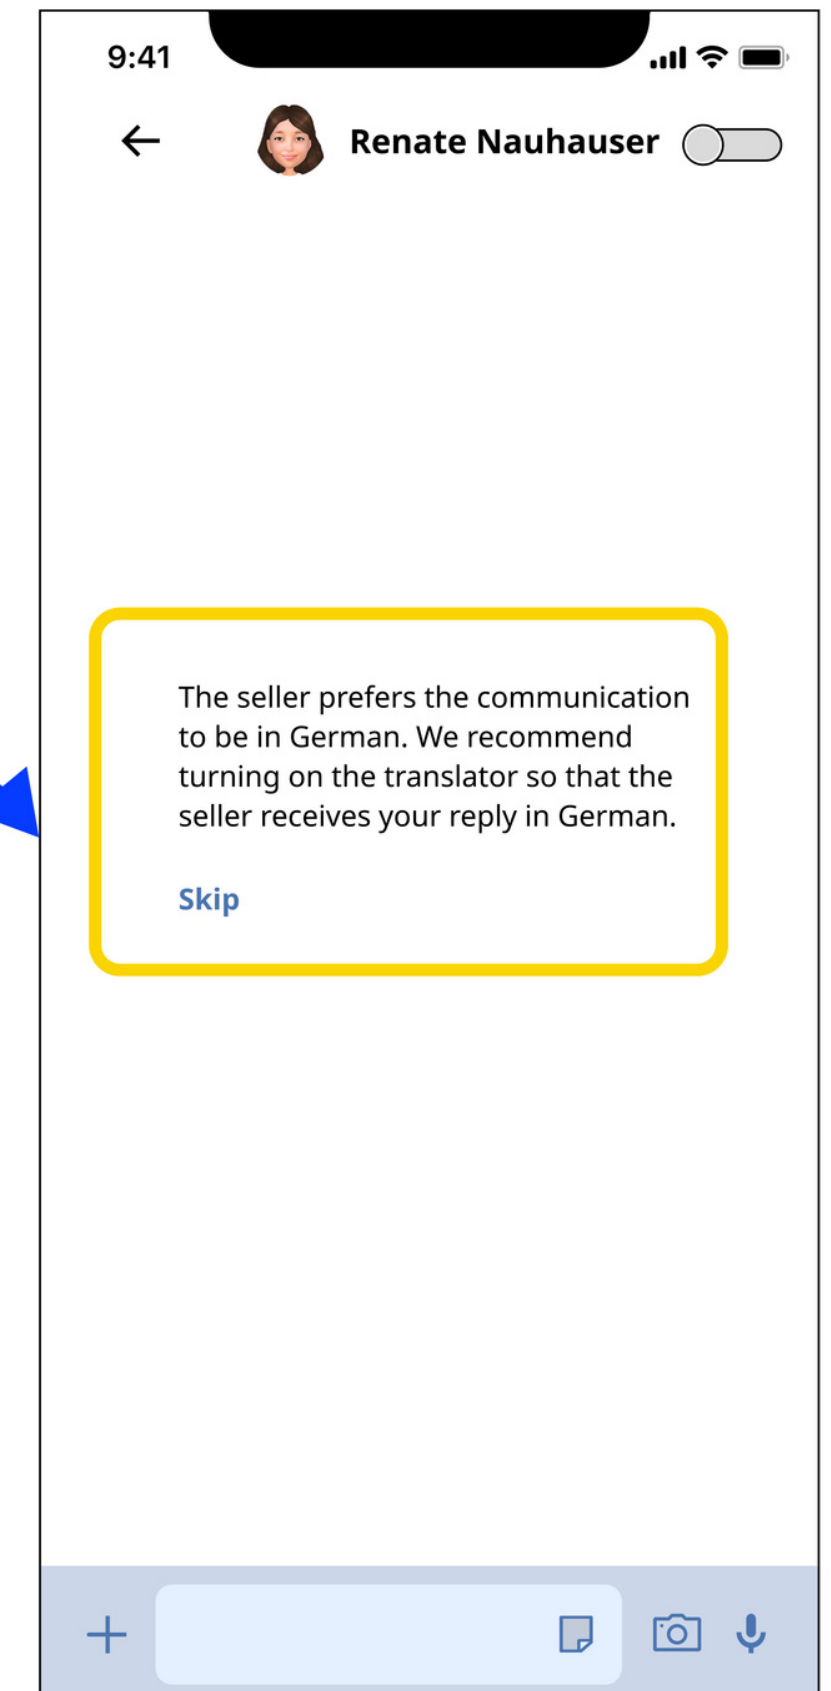 9:41
Renate Nauhauser
The seller prefers the communication
to be in German. We recommend
turning on the translator so that the
seller receives your reply in German.
Skip